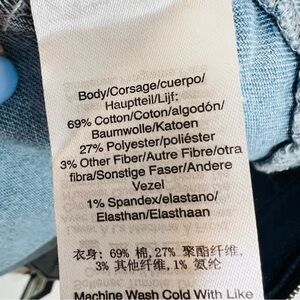 Body/Corsage/cuerpo/
Hauptteil/Lijf:
69% Cotton/Coton/algodón/
Baumwolle/Katoen
27% Polyester/poliéster
3% Other Fiber/Autre Fibre/otra
fibra/Sonstige Faser/Andere
Vezel
1% Spandex/elastano/
Elasthan/Elasthaan
衣身: 69% 棉,27% 聚酯纤维,
3% 其他纤维,1% 氨纶
Machine Wash Cold With Like